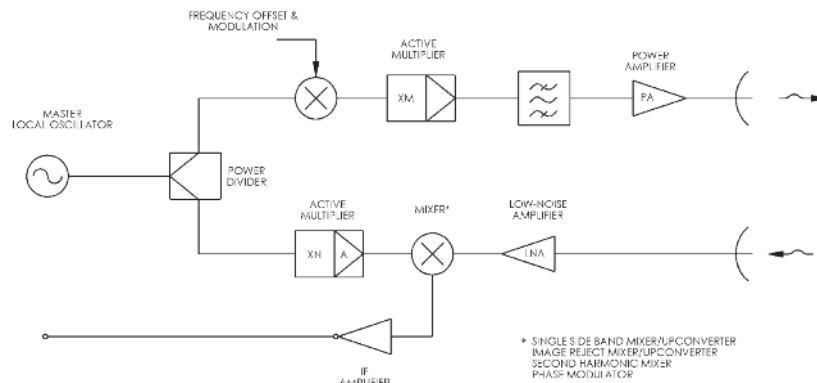 FREQUENCY OFFSET &
MODULATION
ACTIVE
MULTIPLIER
POWER
AMPLIFIER
XM
PA
MASTER
LOCAL OSCILLATOR
POWER
DIVIDER
ACTIVE
MULTIPLIER
MIXER*
LOW-NOISE
AMPLIFIER
XN
A
LNA
IF
AMPLIFIER
* SINGLE SIDE BAND MIXER/UPCONVERTER
IMAGE REJECT MIXER/UPCONVERTER
SECOND HARMONIC MIXER
PHASE MODULATOR